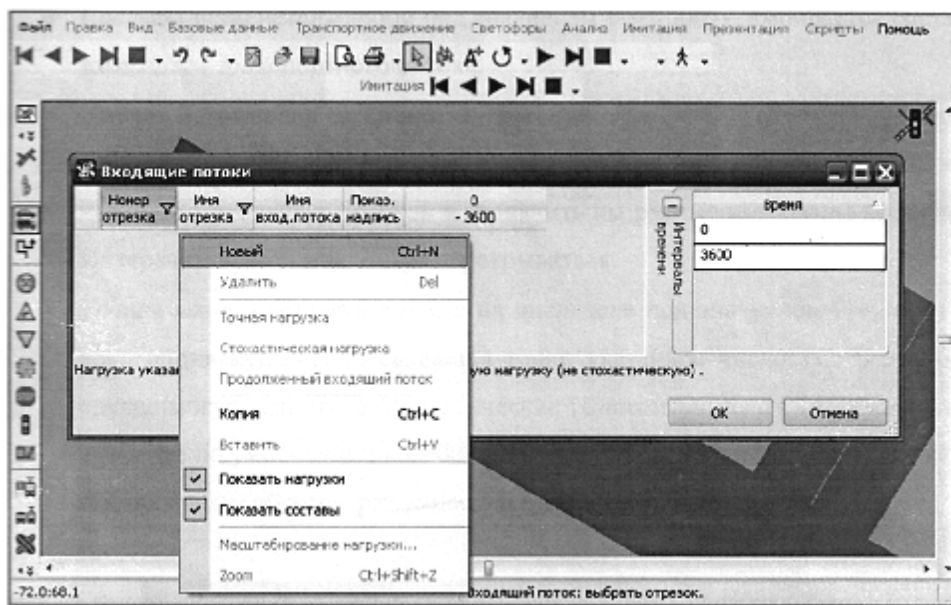 Файл Правка Вид Базовые данные Транспортное движение Светофоры Анализ Имитация Презентация Скрипты Помощь
Имитация
Входящие потоки
Номер отрезка Имя отрезка Имя вход.потока Показ. надпись 0 - 3600
Интервалы времени
Время
0
3600
Новый Ctrl+N
Удалить Del
Точная нагрузка
Стохастическая нагрузка
Продолженный входящий поток
Копия Ctrl+C
Вставить Ctrl+V
Показать нагрузки
Показать составы
Масштабирование нагрузки...
Zoom Ctrl+Shift+Z
Нагрузка указа ую нагрузку (не стохастическую) .
OK Отмена
-72.0:68.1 Входящий поток: выбрать отрезок.